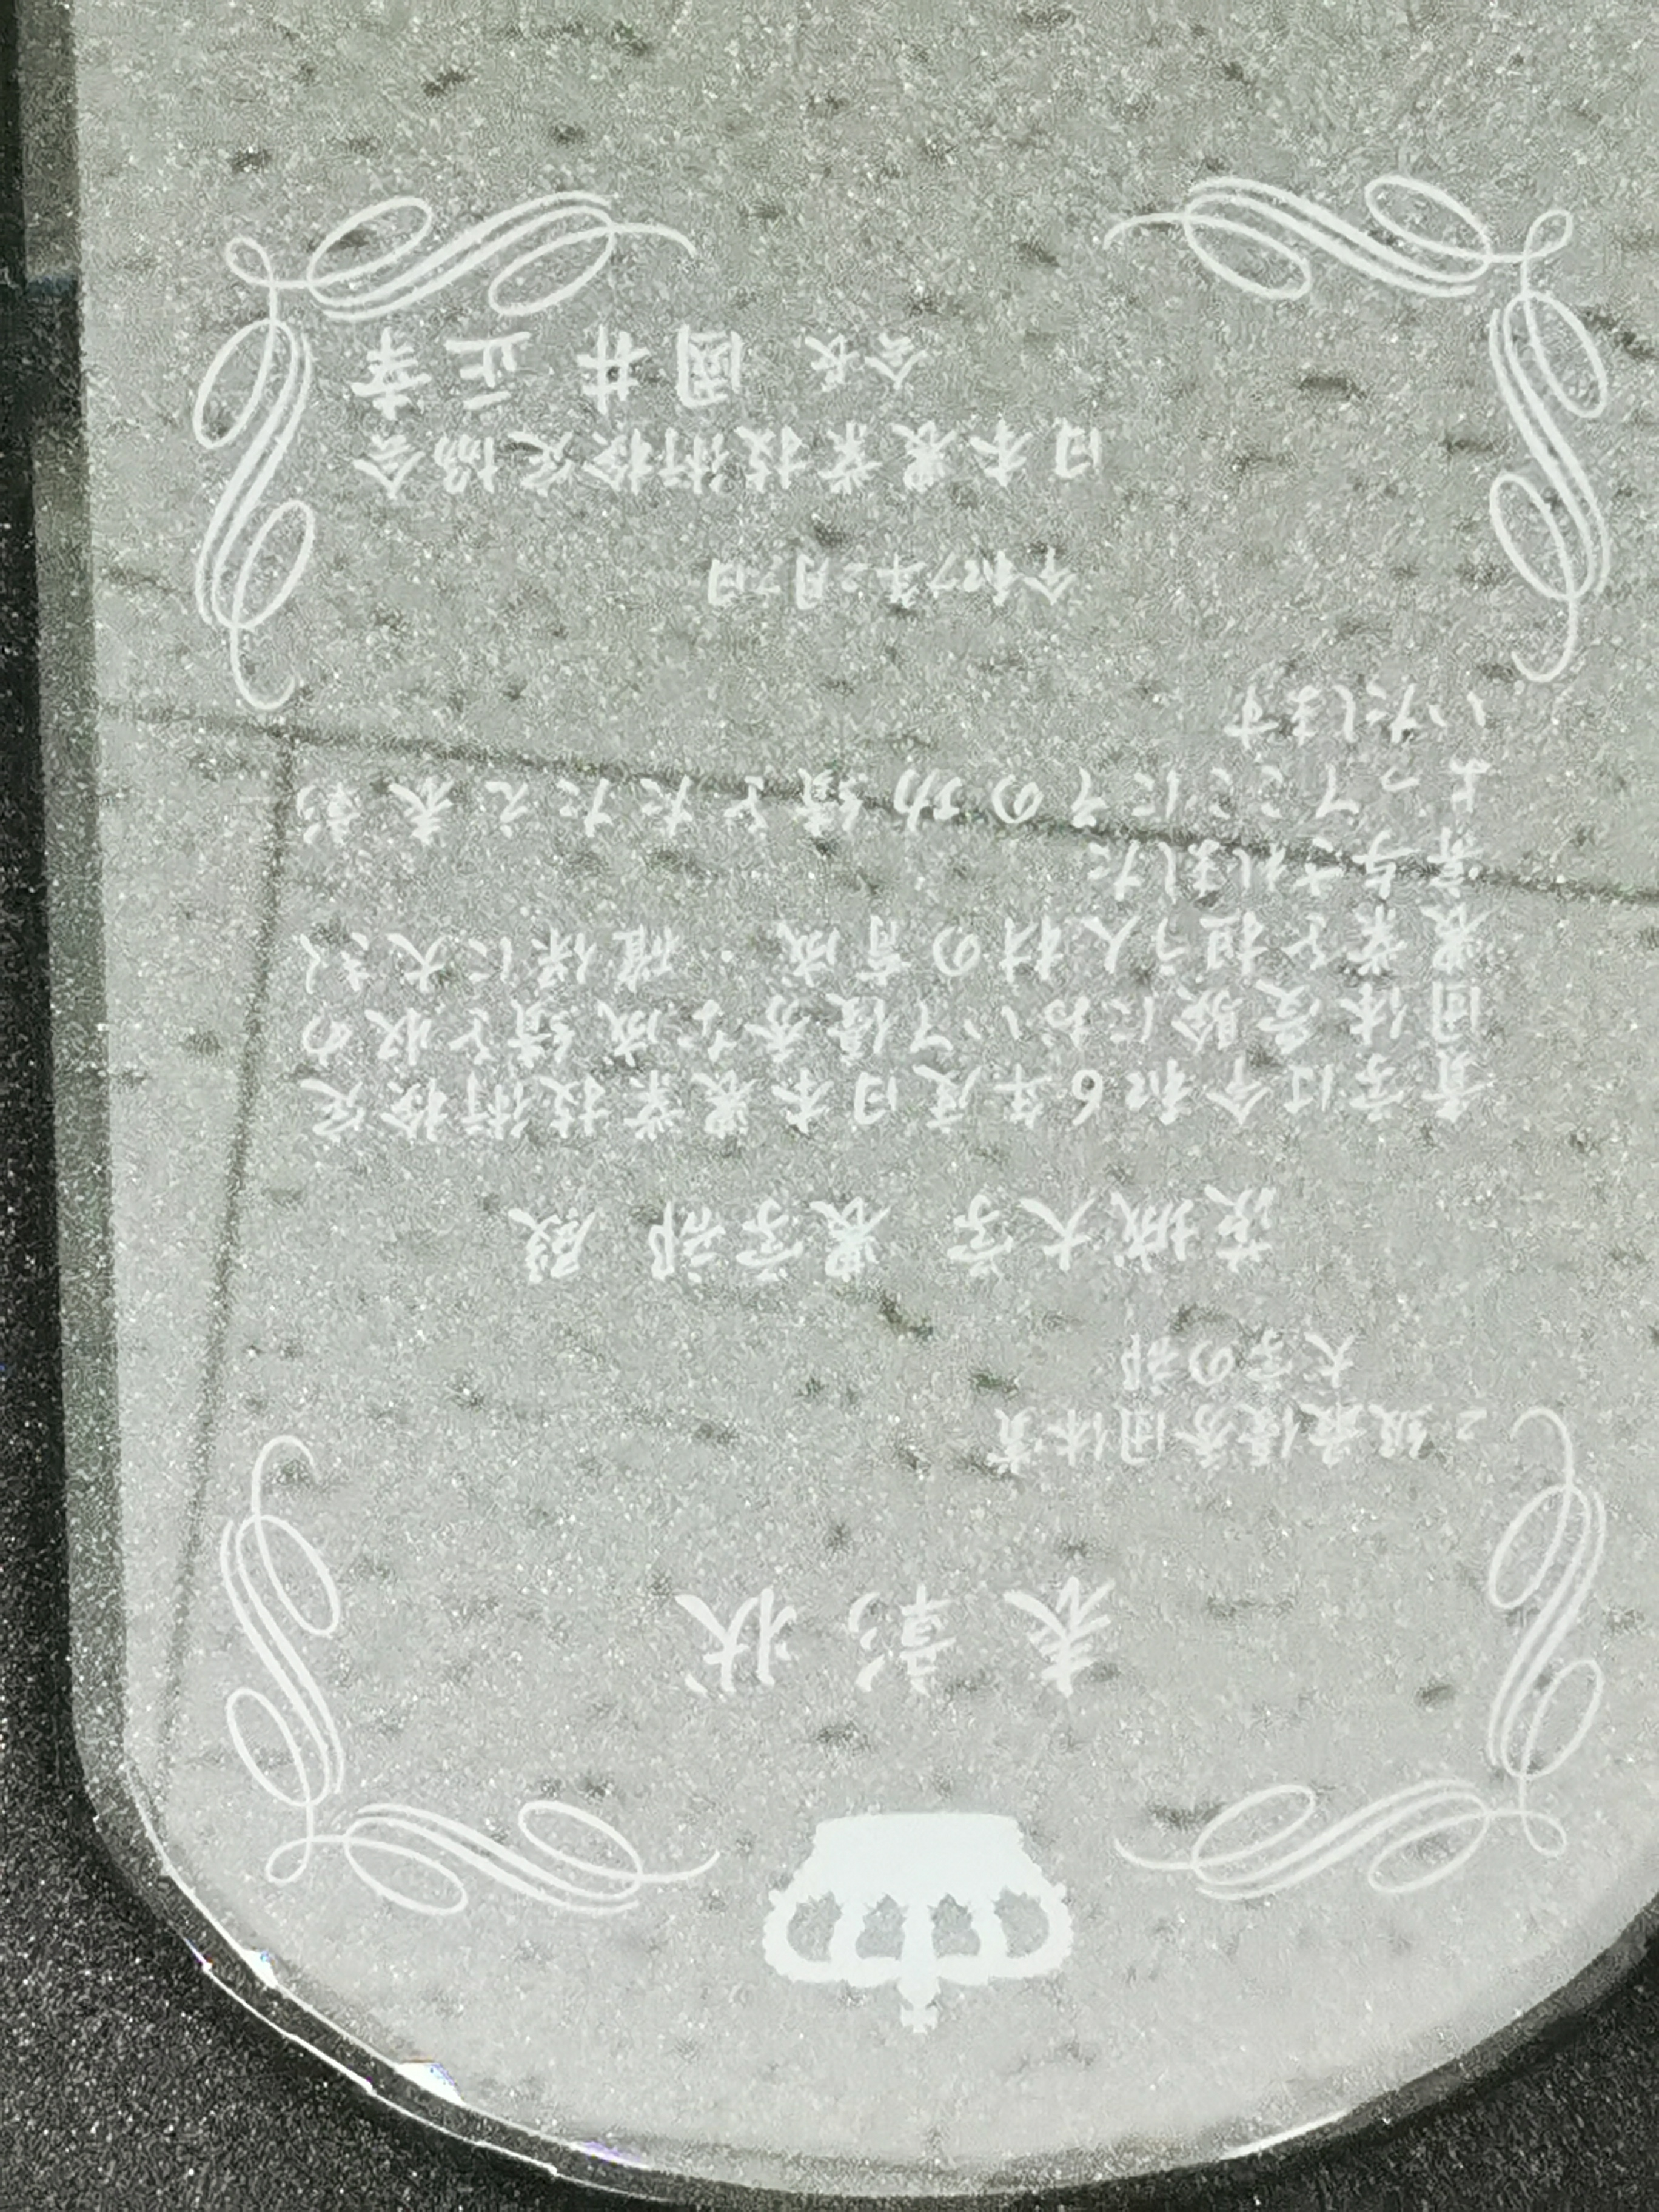 表彰状
2級最優秀団体賞
大学の部
茨城大学 農学部 殿
貴学は令和6年度日本農業技術検定
団体受験において優秀な成績を収め
農業を担う人材の育成・確保に大きく
寄与されました
よってここにその功績をたたえ表彰
いたします
令和7年2月7日
日本農業技術検定協会
会長 國井 正幸